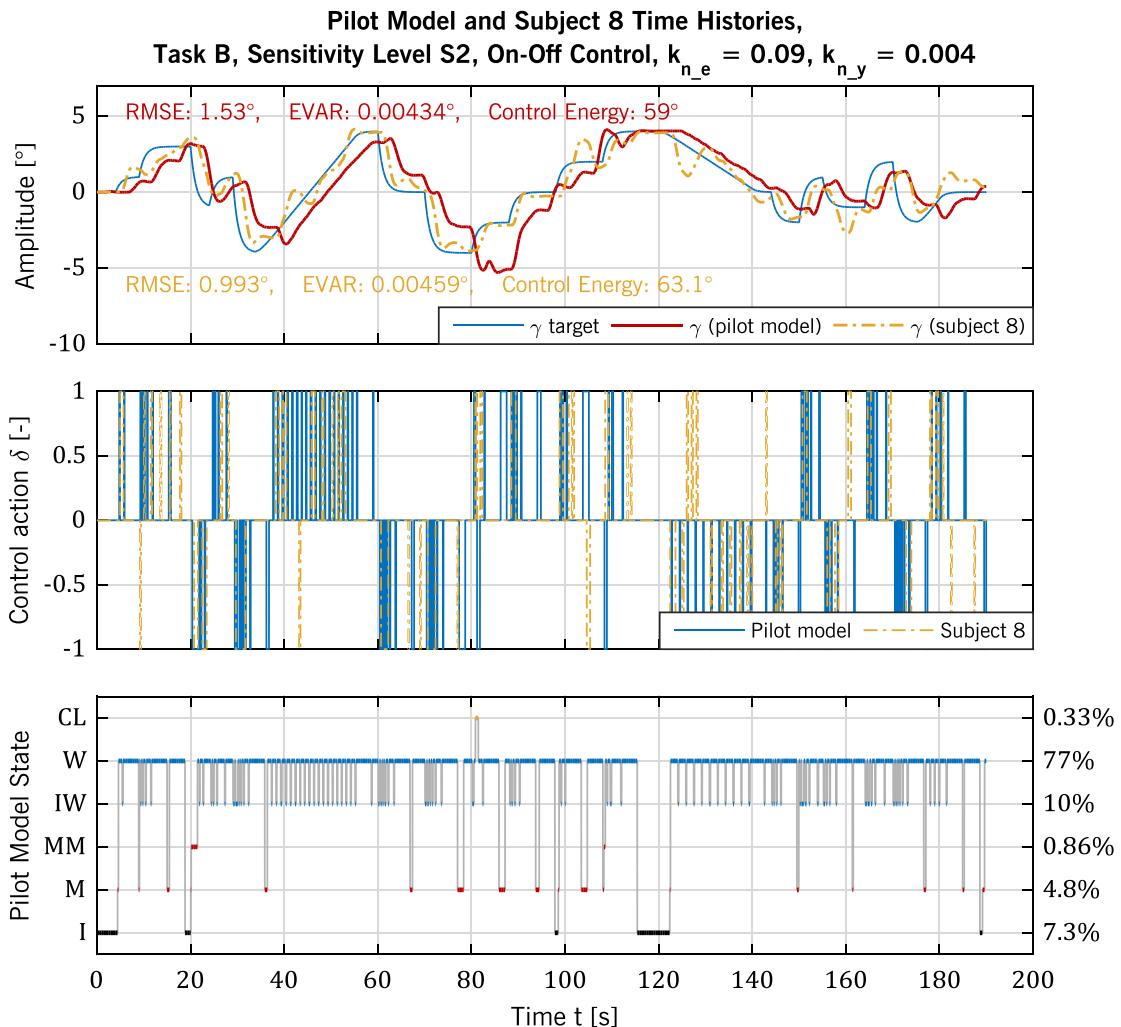 Pilot Model and Subject 8 Time Histories,
Task B, Sensitivity Level S2, On-Off Control, k_n_e = 0.09, k_n_y = 0.004
Amplitude [°]
5
0
-5
-10
RMSE: 1.53°, EVAR: 0.00434°, Control Energy: 59°
RMSE: 0.993°, EVAR: 0.00459°, Control Energy: 63.1°
γ target γ (pilot model) γ (subject 8)
Control action δ [-]
1
0.5
0
-0.5
-1
Pilot model Subject 8
Pilot Model State
CL 0.33%
W 77%
IW 10%
MM 0.86%
M 4.8%
I 7.3%
0 20 40 60 80 100 120 140 160 180 200
Time t [s]